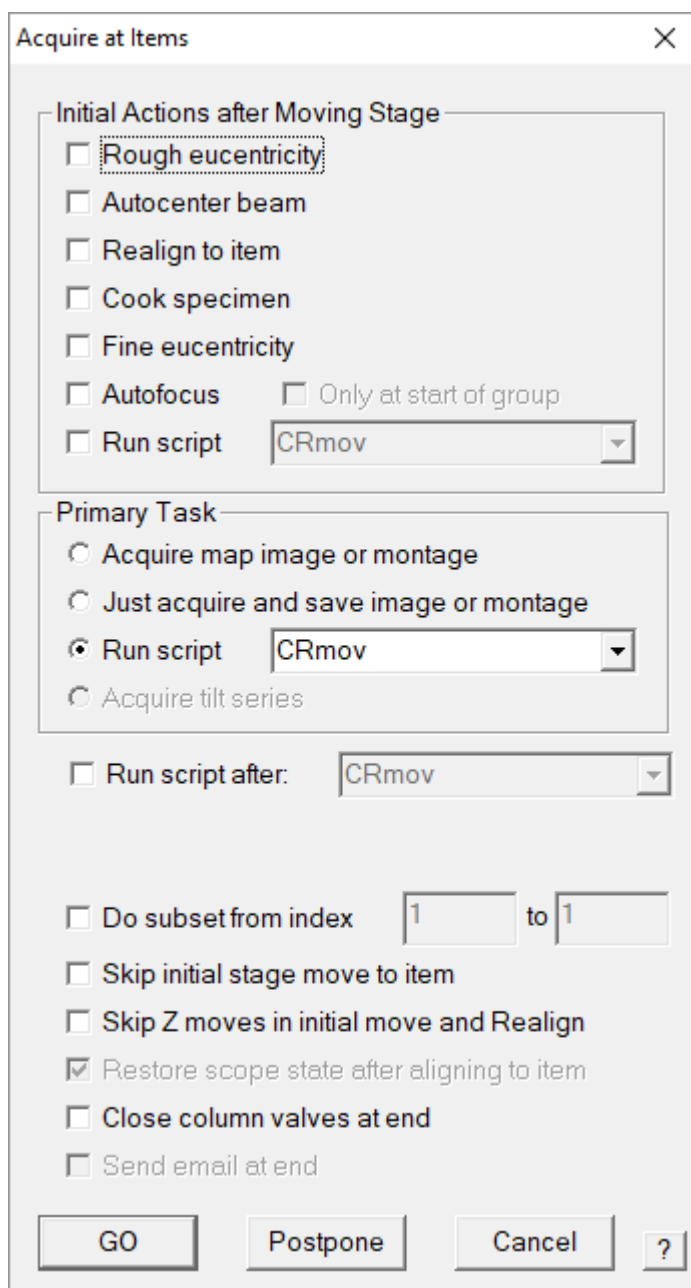 Acquire at Items
Initial Actions after Moving Stage
Rough eucentricity
Autocenter beam
Realign to item
Cook specimen
Fine eucentricity
Autofocus Only at start of group
Run script CRmov
Primary Task
Acquire map image or montage
Just acquire and save image or montage
Run script CRmov
Acquire tilt series
Run script after: CRmov
Do subset from index 1 to 1
Skip initial stage move to item
Skip Z moves in initial move and Realign
Restore scope state after aligning to item
Close column valves at end
Send email at end
GO Postpone Cancel ?